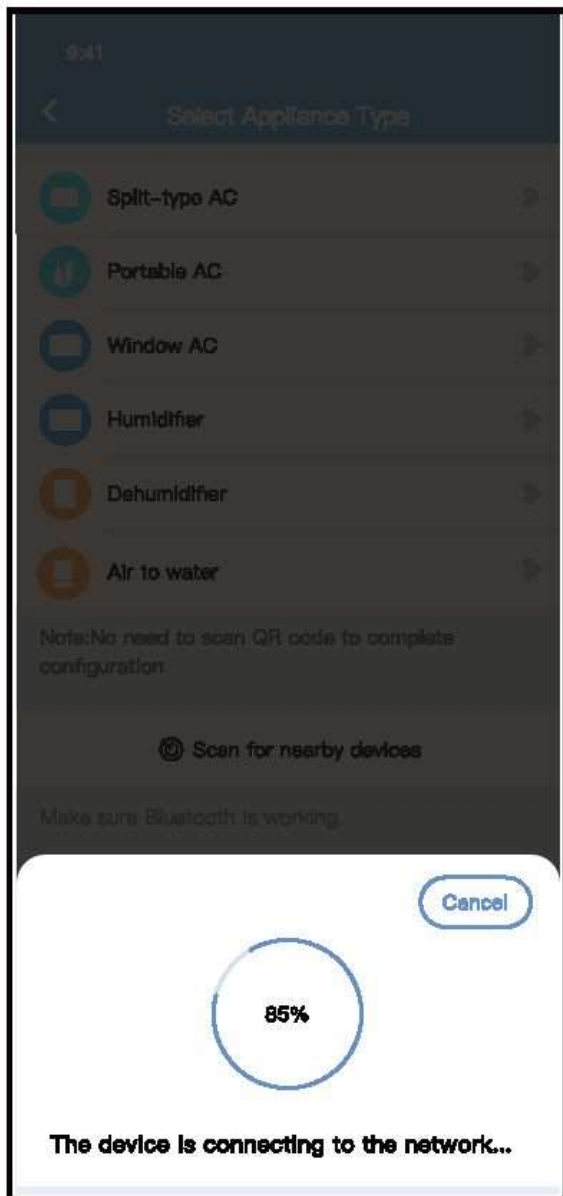 9:41
Select Appliance Type
Split-type AC
Portable AC
Window AC
Humidifier
Dehumidifier
Air to water
Note:No need to scan QR code to complete
configuration
Scan for nearby devices
Make sure Bluetooth is working.
Cancel
85%
The device is connecting to the network...